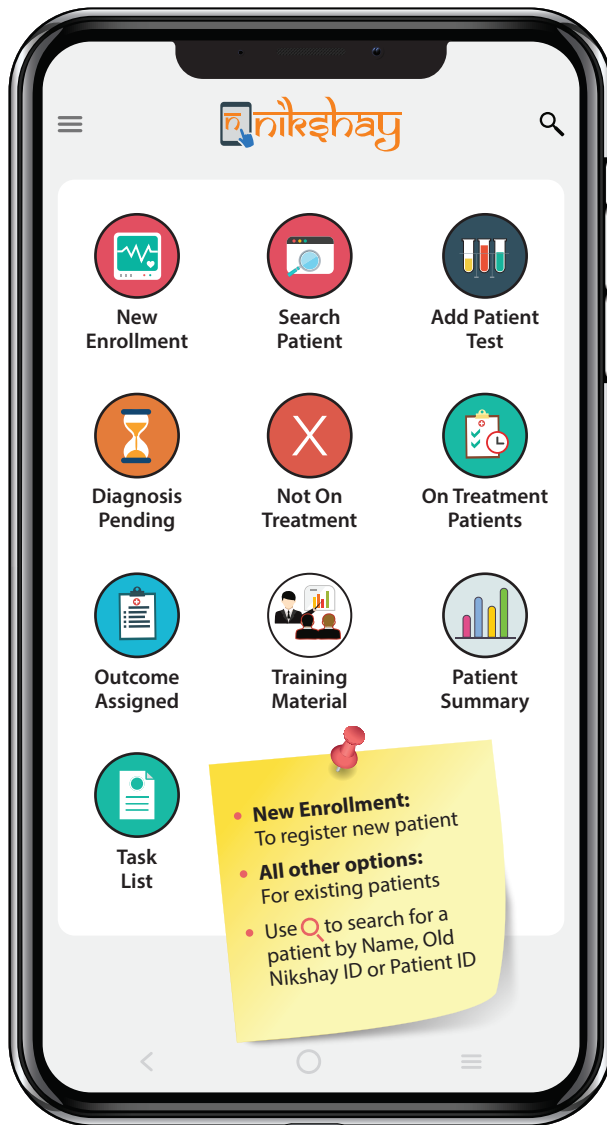 nikshay
New
Enrollment
Search
Patient
Add Patient
Test
Diagnosis
Pending
Not On
Treatment
On Treatment
Patients
Outcome
Assigned
Training
Material
Patient
Summary
Task
List
• New Enrollment:
To register new patient
• All other options:
For existing patients
• Use to search for a
patient by Name, Old
Nikshay ID or Patient ID